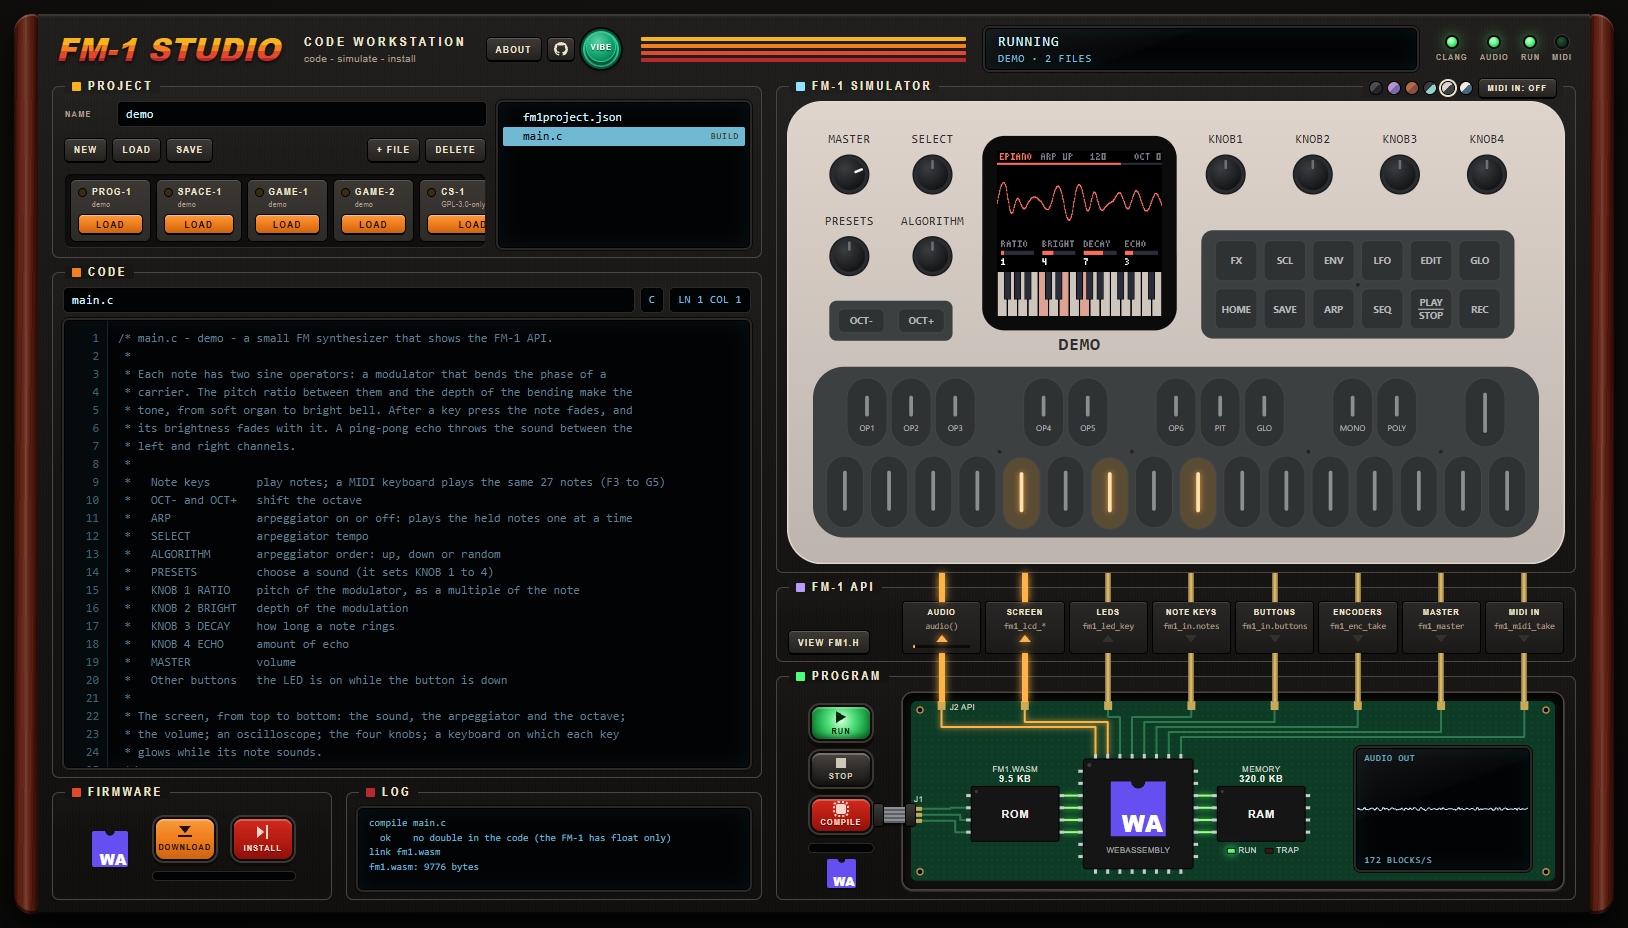 FM-1 STUDIO
CODE WORKSTATION
code - simulate - install
ABOUT
VIBE
RUNNING
DEMO · 2 FILES
CLANG AUDIO RUN MIDI
PROJECT
NAME
demo
NEW LOAD SAVE + FILE DELETE
PROG-1
demo
LOAD
SPACE-1
demo
LOAD
GAME-1
demo
LOAD
GAME-2
demo
LOAD
CS-1
GPL-3.0-only
LOAD
fm1project.json
main.c BUILD
CODE
main.c
C
LN 1 COL 1
1 /* main.c - demo - a small FM synthesizer that shows the FM-1 API.
2 *
3 * Each note has two sine operators: a modulator that bends the phase of a
4 * carrier. The pitch ratio between them and the depth of the bending make the
5 * tone, from soft organ to bright bell. After a key press the note fades, and
6 * its brightness fades with it. A ping-pong echo throws the sound between the
7 * left and right channels.
8 *
9 * Note keys play notes; a MIDI keyboard plays the same 27 notes (F3 to G5)
10 * OCT- and OCT+ shift the octave
11 * ARP arpeggiator on or off: plays the held notes one at a time
12 * SELECT arpeggiator tempo
13 * ALGORITHM arpeggiator order: up, down or random
14 * PRESETS choose a sound (it sets KNOB 1 to 4)
15 * KNOB 1 RATIO pitch of the modulator, as a multiple of the note
16 * KNOB 2 BRIGHT depth of the modulation
17 * KNOB 3 DECAY how long a note rings
18 * KNOB 4 ECHO amount of echo
19 * MASTER volume
20 * Other buttons the LED is on while the button is down
21 *
22 * The screen, from top to bottom: the sound, the arpeggiator and the octave;
23 * the volume; an oscilloscope; the four knobs; a keyboard on which each key
24 * glows while its note sounds.
FIRMWARE
WA
DOWNLOAD
INSTALL
LOG
compile main.c
ok no double in the code (the FM-1 has float only)
link fm1.wasm
fm1.wasm: 9776 bytes
FM-1 SIMULATOR
MIDI IN: OFF
MASTER SELECT
PRESETS ALGORITHM
OCT- OCT+
EPIANO ARP UP 120 OCT 0
RATIO BRIGHT DECAY ECHO
1 4 7 3
DEMO
KNOB1 KNOB2 KNOB3 KNOB4
FX SCL ENV LFO EDIT GLO
HOME SAVE ARP SEQ PLAY STOP REC
OP1 OP2 OP3 OP4 OP5 OP6 PIT GLO MONO POLY
FM-1 API
VIEW FM1.H
AUDIO
audio()
SCREEN
fm1_lcd_*
LEDS
fm1_led_key
NOTE KEYS
fm1_in.notes
BUTTONS
fm1_in.buttons
ENCODERS
fm1_enc_take
MASTER
fm1_master
MIDI IN
fm1_midi_take
PROGRAM
RUN
STOP
COMPILE
WA
J2 API
J1
FM1.WASM
9.5 KB
ROM
WA
WEBASSEMBLY
MEMORY
320.0 KB
RAM
RUN TRAP
AUDIO OUT
172 BLOCKS/S